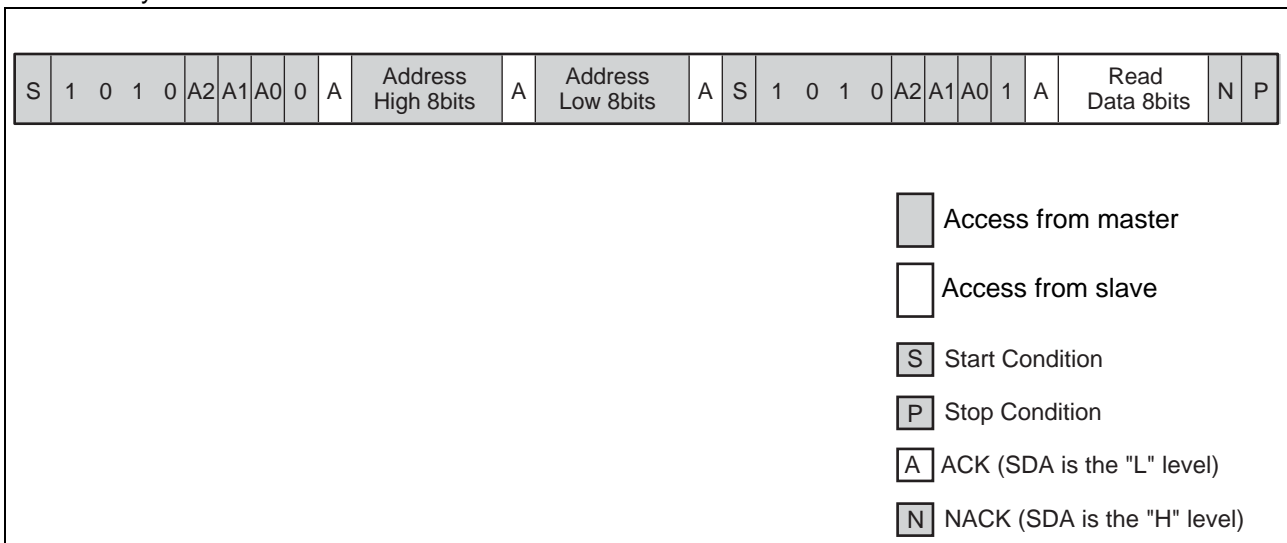 S 1 0 1 0 A2 A1 A0 0 A Address High 8bits A Address Low 8bits A S 1 0 1 0 A2 A1 A0 1 A Read Data 8bits N P
Access from master
Access from slave
S Start Condition
P Stop Condition
A ACK (SDA is the "L" level)
N NACK (SDA is the "H" level)